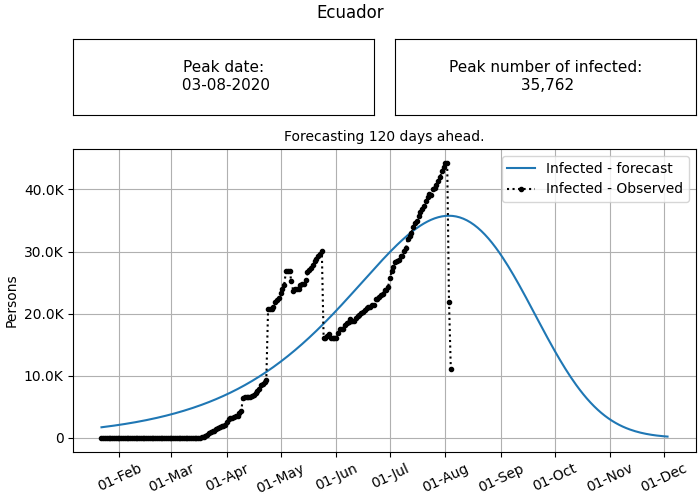 Ecuador
Peak date:
03-08-2020
Peak number of infected:
35,762
Forecasting 120 days ahead.
Infected - forecast
Infected - Observed
Persons
40.0K
30.0K
20.0K
10.0K
0
01-Feb
01-Mar
01-Apr
01-May
01-Jun
01-Jul
01-Aug
01-Sep
01-Oct
01-Nov
01-Dec